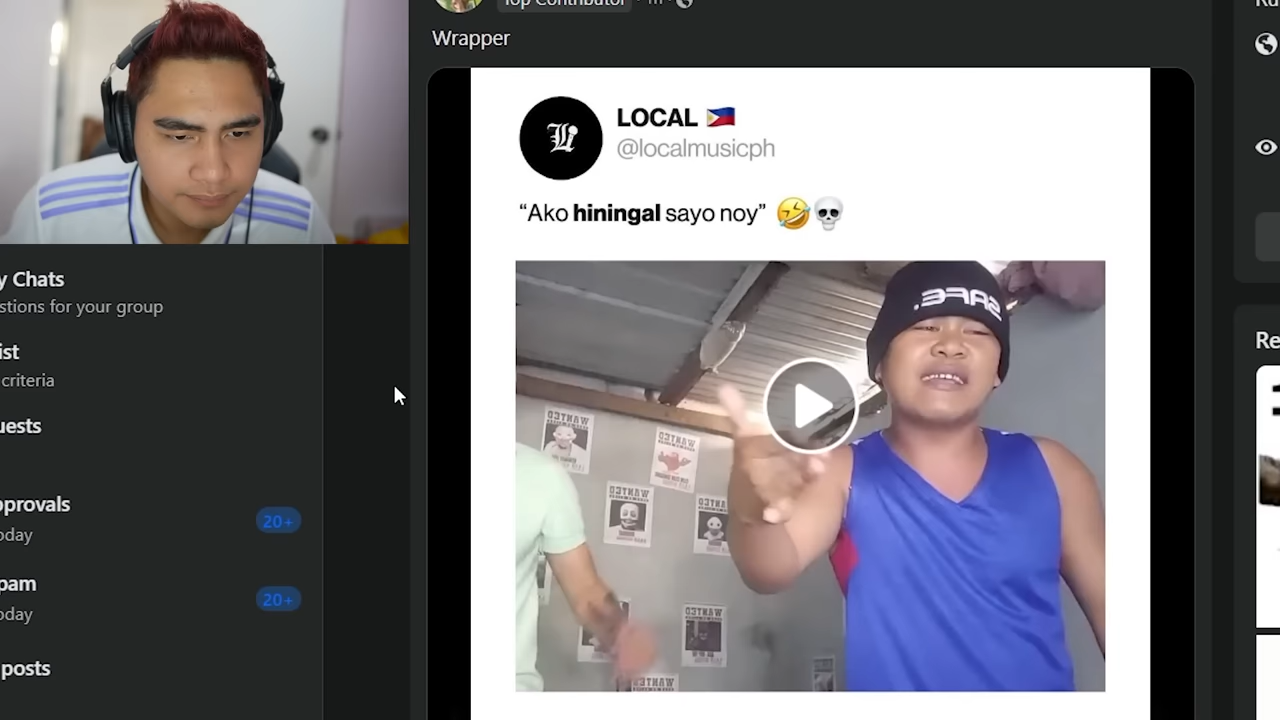 Top Contributor
Wrapper
LOCAL 🇵🇭
@localmusicph
“Ako hiningal sayo noy” 🤣💀
y Chats
stions for your group
ist
criteria
uests
pprovals
oday
20+
pam
oday
20+
posts
Re
SAFE.
WANTED
WANTED
WANTED
WANTED
WANTED
WANTED